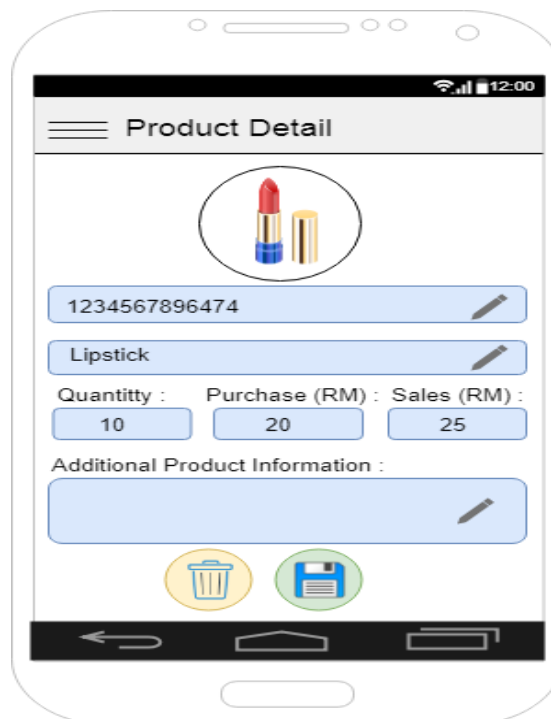 12:00
Product Detail
1234567896474
Lipstick
Quantitty : Purchase (RM) : Sales (RM) :
10 20 25
Additional Product Information :